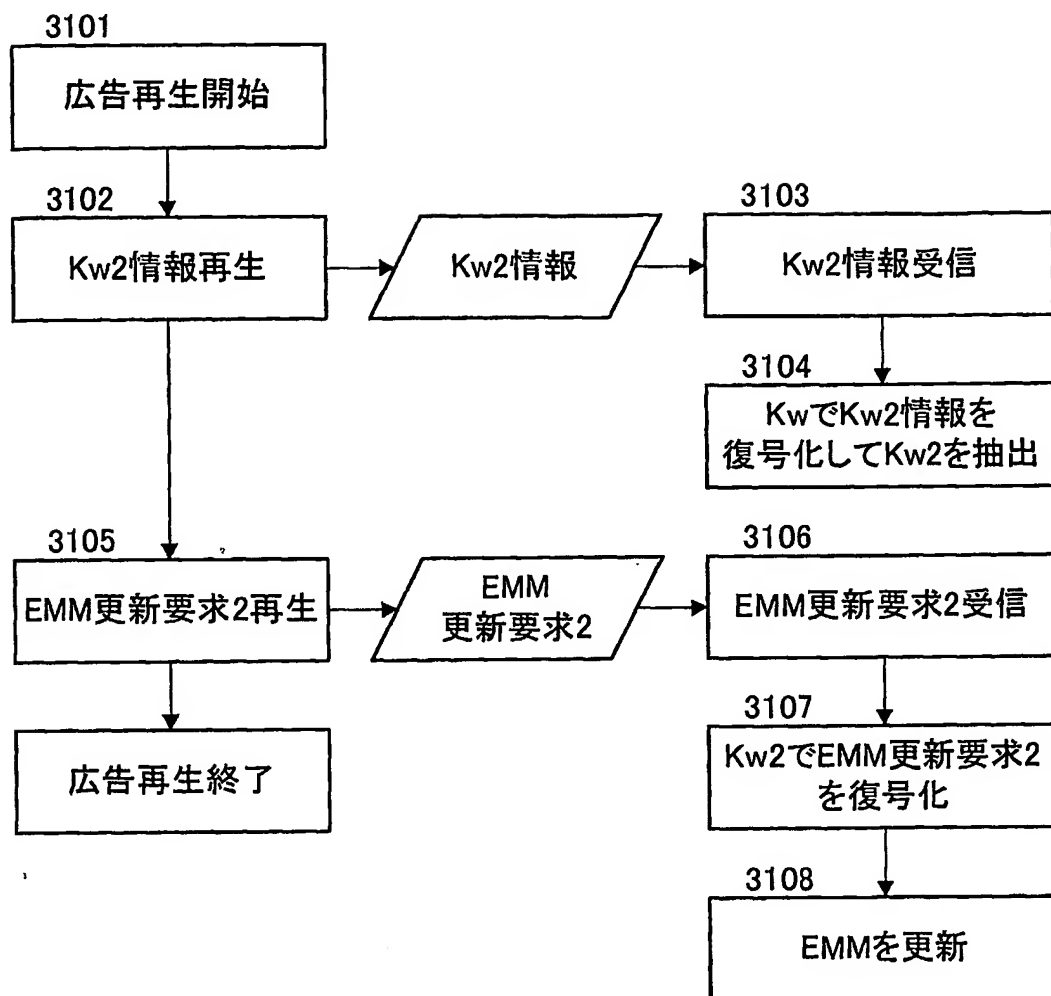 3101
広告再生開始
3102
Kw2情報再生
Kw2情報
3103
Kw2情報受信
3104
KwでKw2情報を
復号化してKw2を抽出
3105
EMM更新要求2再生
EMM
更新要求2
3106
EMM更新要求2受信
広告再生終了
3107
Kw2でEMM更新要求2
を復号化
3108
EMMを更新